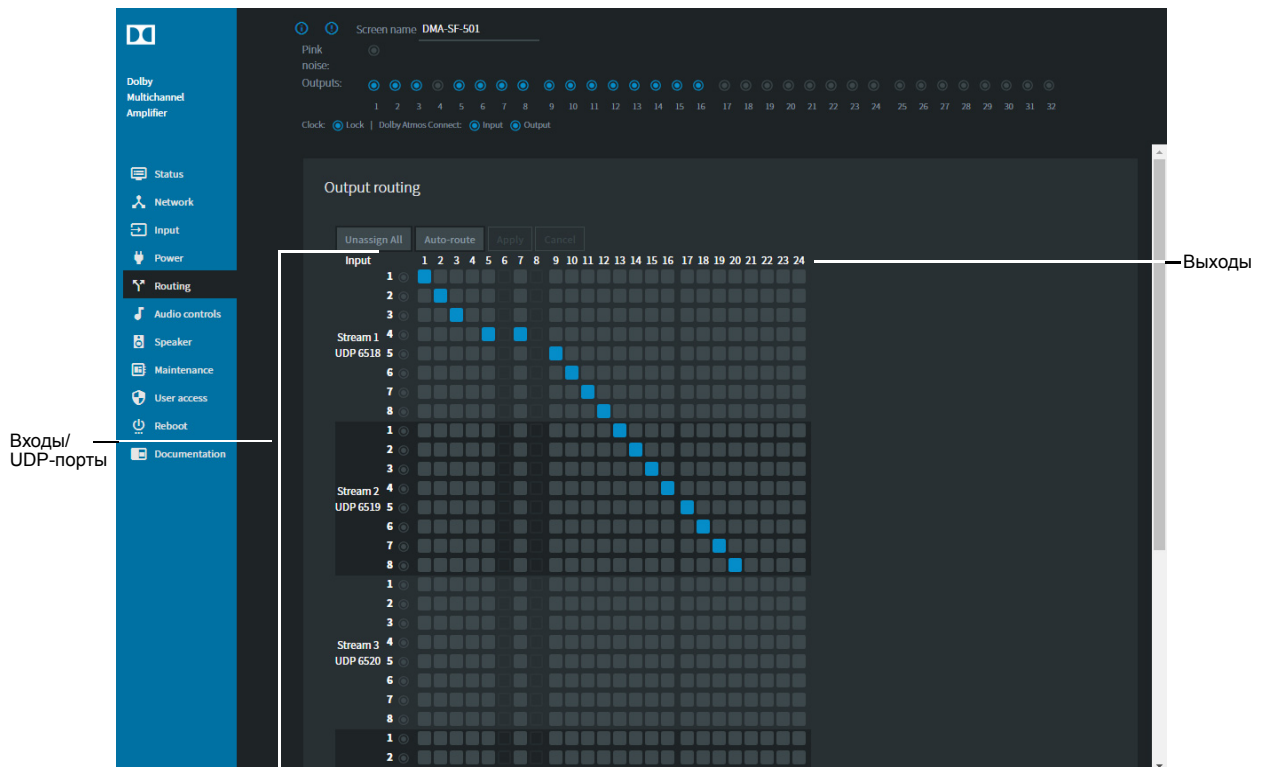 Screen name DMA-SF-501
Pink
noise:
Outputs:
1 2 3 4 5 6 7 8 9 10 11 12 13 14 15 16 17 18 19 20 21 22 23 24 25 26 27 28 29 30 31 32
Clock: Lock | Dolby Atmos Connect: Input Output
Dolby
Multichannel
Amplifier
Status
Network
Input
Power
Routing
Audio controls
Speaker
Maintenance
User access
Reboot
Documentation
Output routing
Unassign All Auto-route Apply Cancel
Input 1 2 3 4 5 6 7 8 9 10 11 12 13 14 15 16 17 18 19 20 21 22 23 24
Выходы
1
2
3
Stream 1 4
UDP 6518 5
6
7
8
1
2
3
Stream 2 4
UDP 6519 5
6
7
8
1
2
3
Stream 3 4
UDP 6520 5
6
7
8
1
2
Входы/
UDP-порты